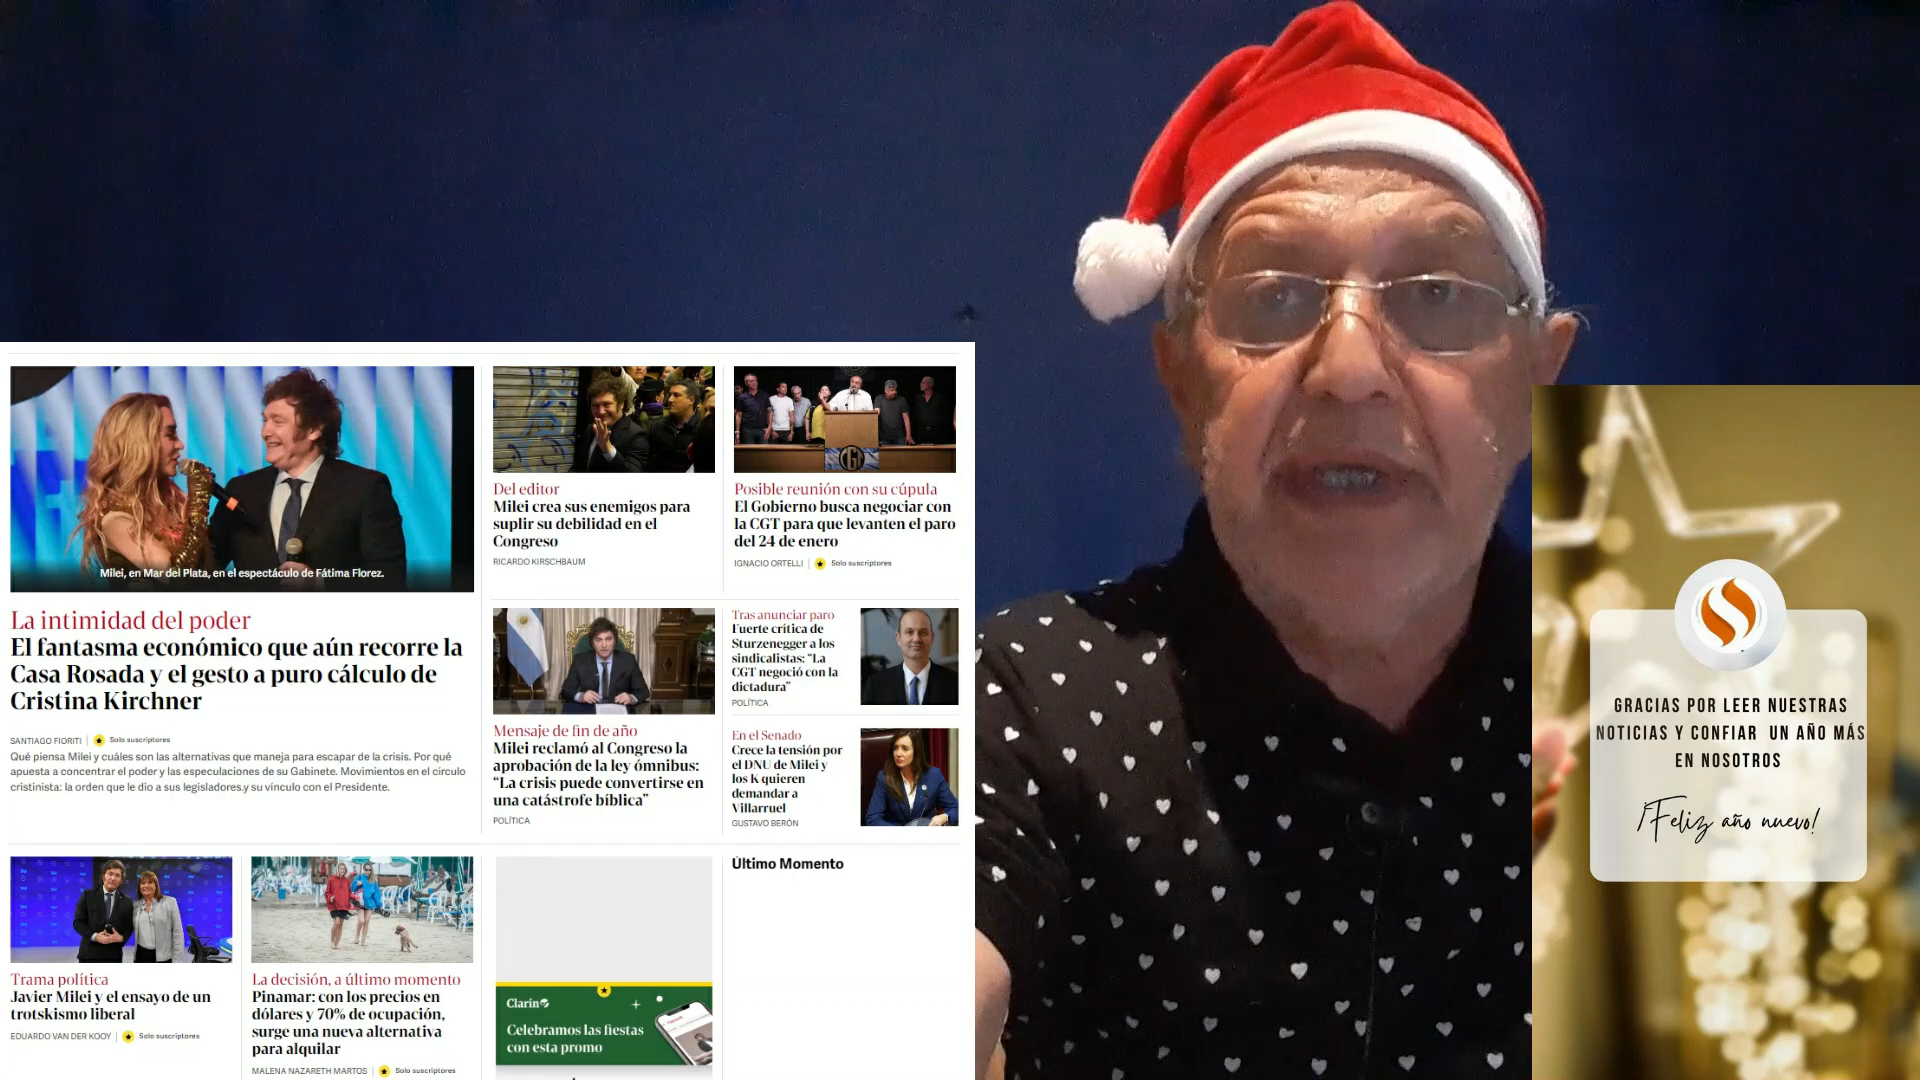 Milei, en Mar del Plata, en el espectáculo de Fátima Florez.
La intimidad del poder
El fantasma económico que aún recorre la
Casa Rosada y el gesto a puro cálculo de
Cristina Kirchner
SANTIAGO FIORITI | Solo suscriptores
Qué piensa Milei y cuáles son las alternativas que maneja para escapar de la crisis. Por qué
apuesta a concentrar el poder y las especulaciones de su Gabinete. Movimientos en el círculo
cristinista: la orden que le dio a sus legisladores.y su vínculo con el Presidente.
Del editor
Milei crea sus enemigos para
suplir su debilidad en el
Congreso
RICARDO KIRSCHBAUM
CGT
Posible reunión con su cúpula
El Gobierno busca negociar con
la CGT para que levanten el paro
del 24 de enero
IGNACIO ORTELLI | Solo suscriptores
Mensaje de fin de año
Milei reclamó al Congreso la
aprobación de la ley ómnibus:
“La crisis puede convertirse en
una catástrofe bíblica”
POLÍTICA
Tras anunciar paro
Fuerte crítica de
Sturzenegger a los
sindicalistas: “La
CGT negoció con la
dictadura”
POLÍTICA
En el Senado
Crece la tensión por
el DNU de Milei y
los K quieren
demandar a
Villarruel
GUSTAVO BERÓN
Trama política
Javier Milei y el ensayo de un
trotskismo liberal
EDUARDO VAN DER KOOY | Solo suscriptores
La decisión, a último momento
Pinamar: con los precios en
dólares y 70% de ocupación,
surge una nueva alternativa
para alquilar
MALENA NAZARETH MARTOS | Solo suscriptores
Clarín
Celebramos las fiestas
con esta promo
Último Momento
GRACIAS POR LEER NUESTRAS
NOTICIAS Y CONFIAR UN AÑO MÁS
EN NOSOTROS
¡Feliz año nuevo!